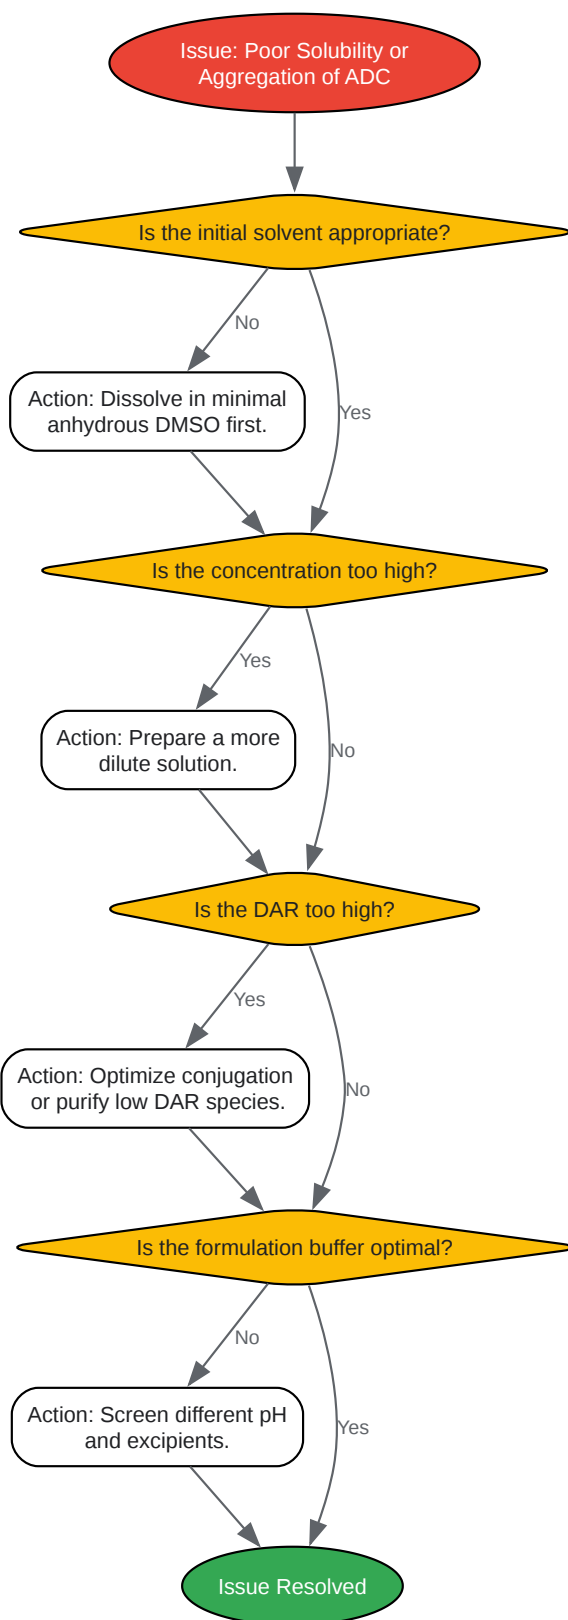 Issue: Poor Solubility or
Aggregation of ADC
Is the initial solvent appropriate?
No
Action: Dissolve in minimal
anhydrous DMSO first.
Yes
Is the concentration too high?
Yes
Action: Prepare a more
dilute solution.
No
Is the DAR too high?
Yes
Action: Optimize conjugation
or purify low DAR species.
No
Is the formulation buffer optimal?
No
Action: Screen different pH
and excipients.
Yes
Issue Resolved